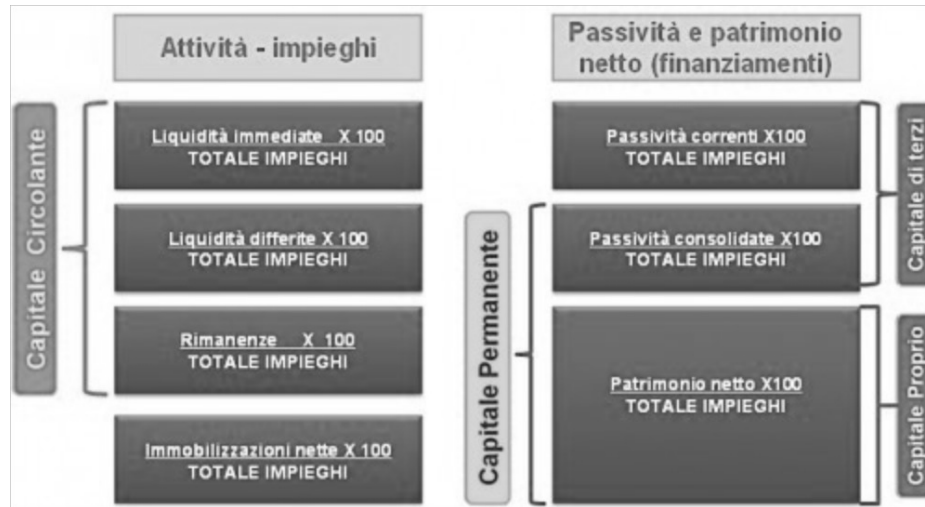 Attività - impieghi
Capitale Circolante
Liquidità immediate X 100
TOTALE IMPIEGHI
Liquidità differite X 100
TOTALE IMPIEGHI
Rimanenze X 100
TOTALE IMPIEGHI
Immobilizzazioni nette X 100
TOTALE IMPIEGHI
Passività e patrimonio
netto (finanziamenti)
Passività correnti X100
TOTALE IMPIEGHI
Capitale di terzi
Capitale Permanente
Passività consolidate X100
TOTALE IMPIEGHI
Patrimonio netto X100
TOTALE IMPIEGHI
Capitale Proprio